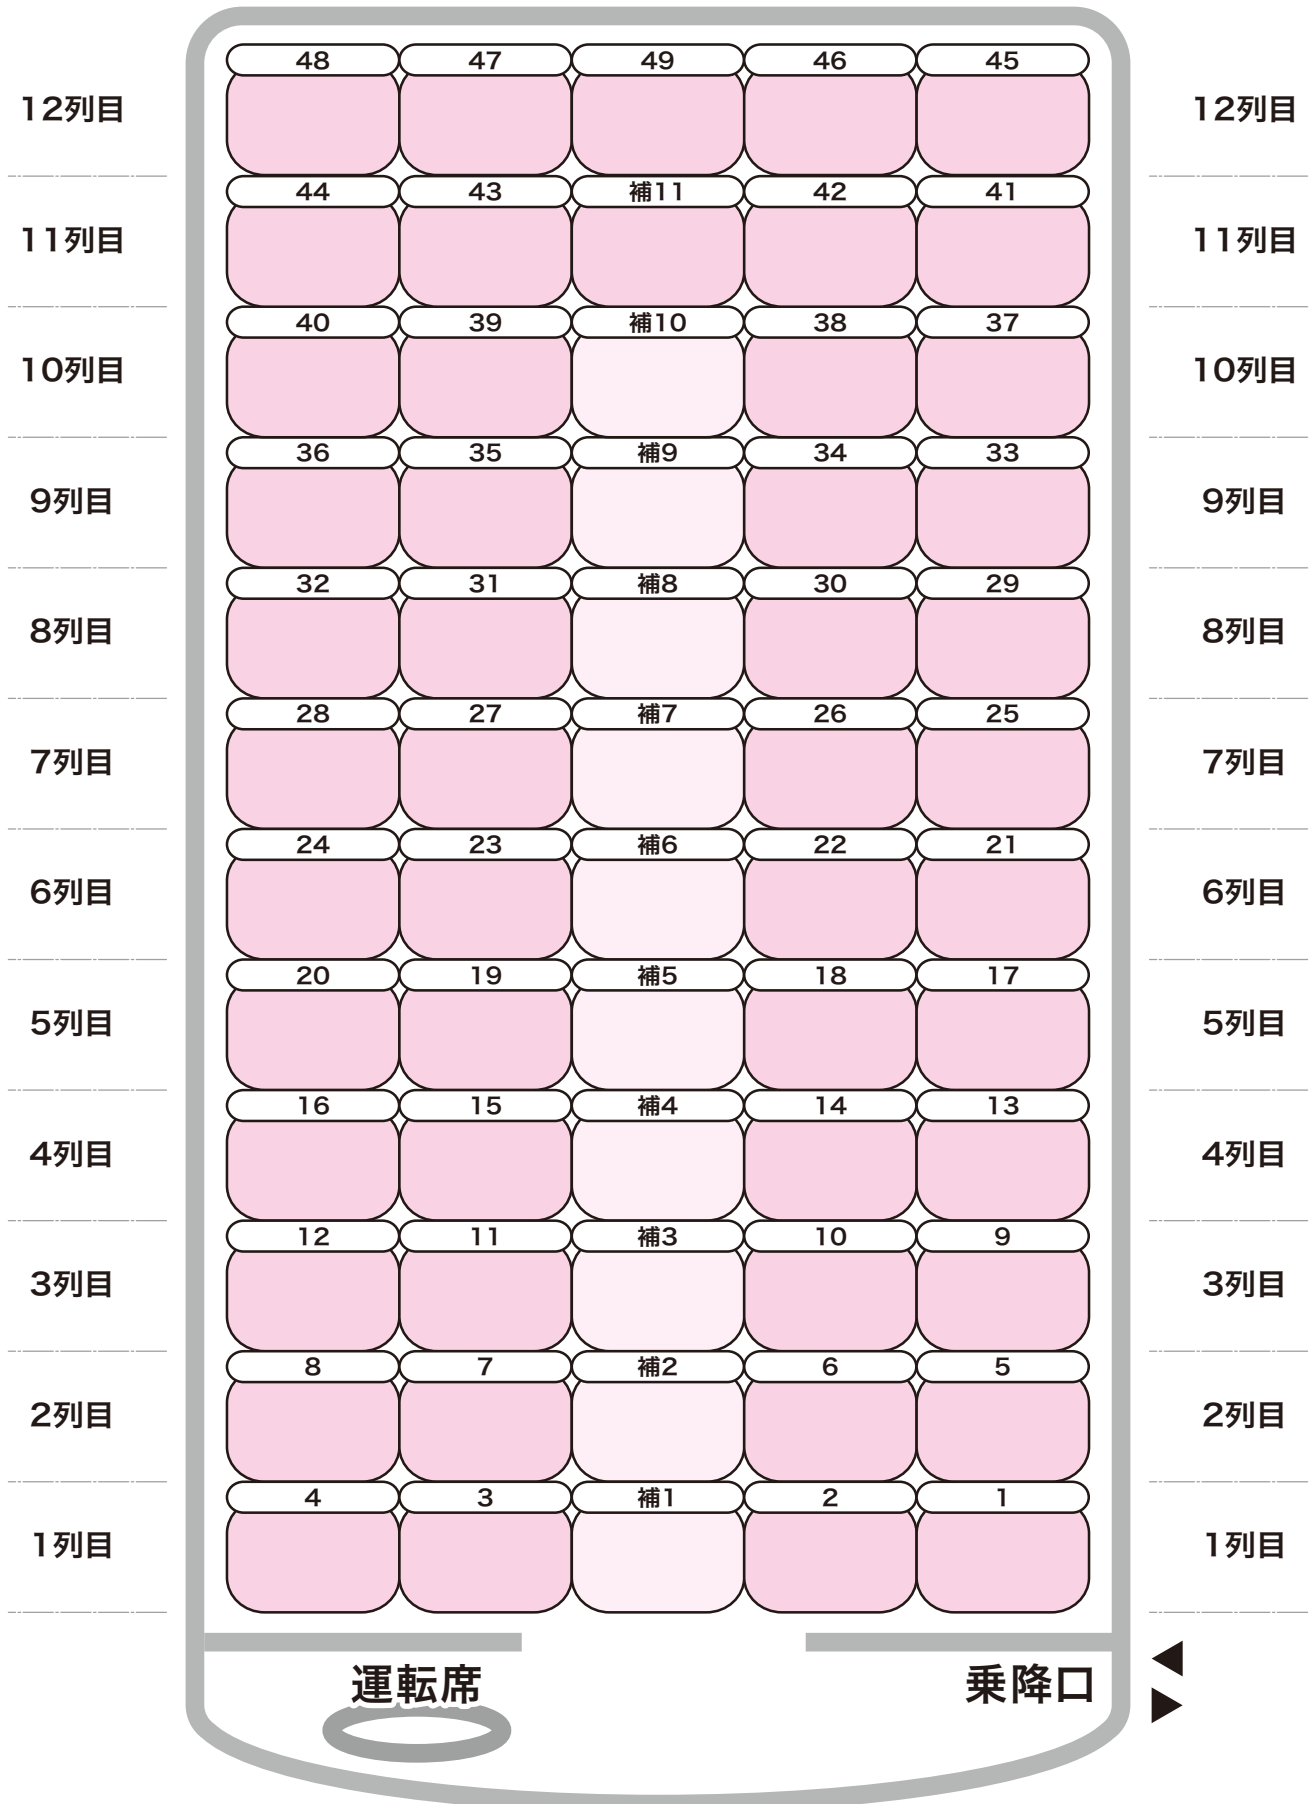 48 47 49 46 45
12列目 12列目
44 43 補11 42 41
11列目 11列目
40 39 補10 38 37
10列目 10列目
36 35 補9 34 33
9列目 9列目
32 31 補8 30 29
8列目 8列目
28 27 補7 26 25
7列目 7列目
24 23 補6 22 21
6列目 6列目
20 19 補5 18 17
5列目 5列目
16 15 補4 14 13
4列目 4列目
12 11 補3 10 9
3列目 3列目
8 7 補2 6 5
2列目 2列目
4 3 補1 2 1
1列目 1列目
運転席 乗降口